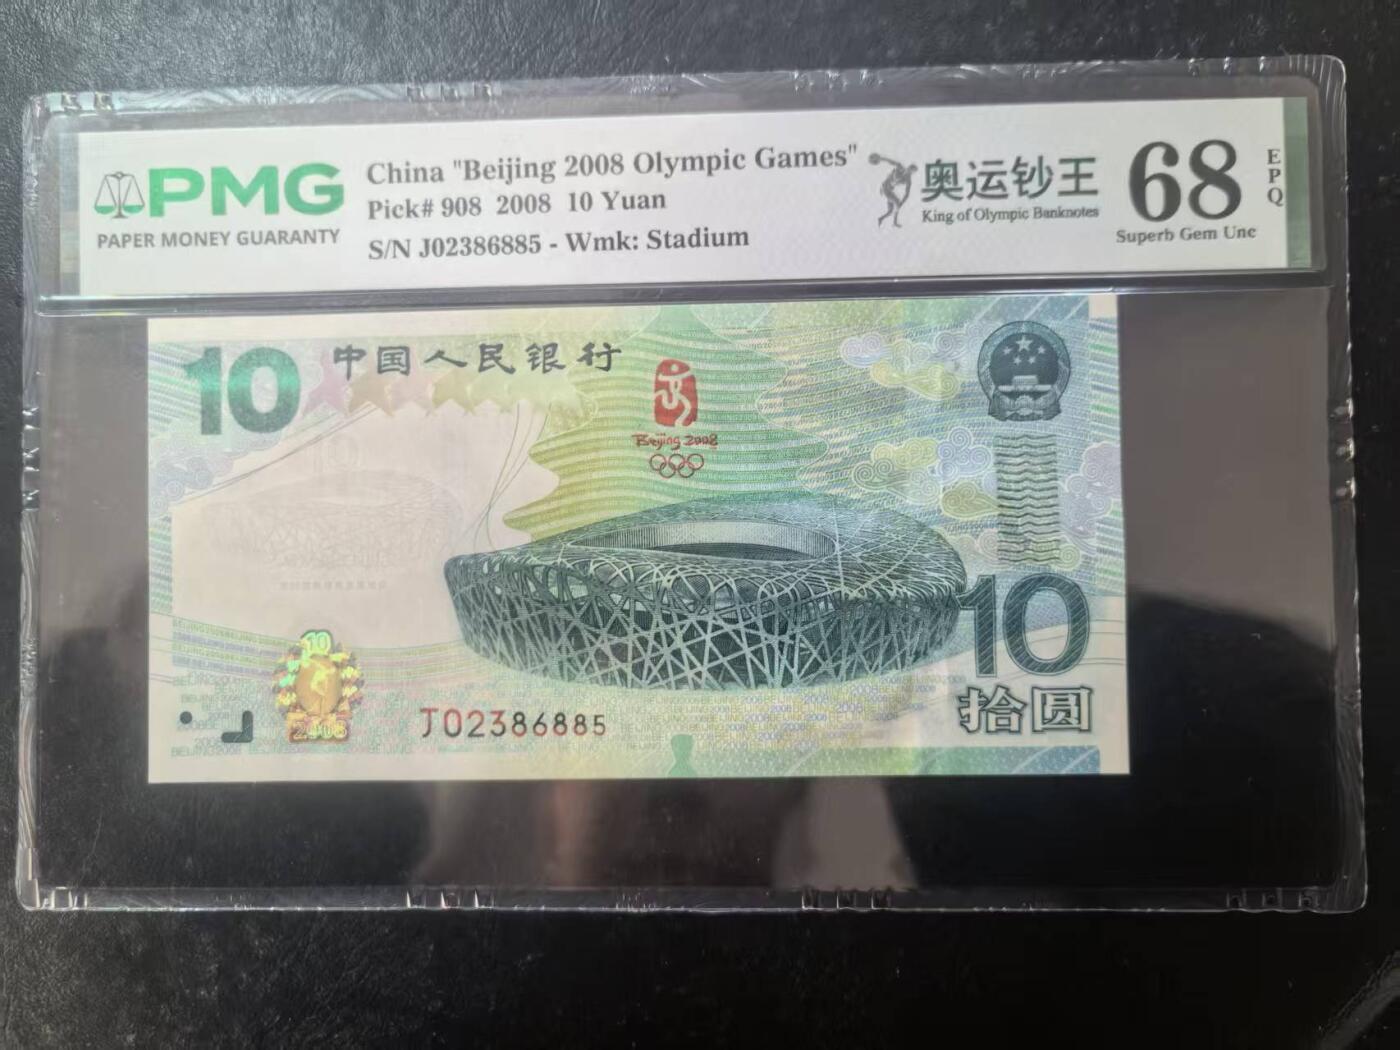 PMG
PAPER MONEY GUARANTY
China "Beijing 2008 Olympic Games"
Pick# 908 2008 10 Yuan
S/N J02386885 - Wmk: Stadium
奥运钞王
King of Olympic Banknotes
68
EPQ
Superb Gem Unc
10
中国人民银行
Beijing 2008
10
拾圆
10
2008
J02386885